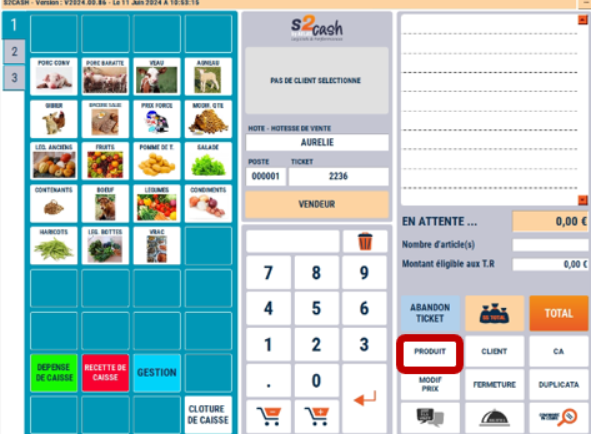 S2CASH - Version : V2024.00.86 - Le 11 Juin 2024 A 10:53:15
1
2
3
PORC CONV
PORC BARATTE
VEAU
AGNEAU
GIBIER
EPICERIE SALEE
PRIX FORCE
MODIF. QTE
LEG. ANCIENS
FRUITS
POMME DE T.
SALADE
CONTENANTS
BOEUF
LEGUMES
CONDIMENTS
HARICOTS
LEG. BOTTES
VRAC
DEPENSE DE CAISSE
RECETTE DE CAISSE
GESTION
CLOTURE DE CAISSE
S2cash
PAS DE CLIENT SELECTIONNE
HOTE - HOTESSE DE VENTE
AURELIE
POSTE
TICKET
000001
2236
VENDEUR
7
8
9
4
5
6
1
2
3
.
0
EN ATTENTE ...
0,00 €
Nombre d'article(s)
Montant éligible aux T.R
0,00 €
ABANDON TICKET
SS TOTAL
TOTAL
PRODUIT
CLIENT
CA
MODIF PRIX
FERMETURE
DUPLICATA